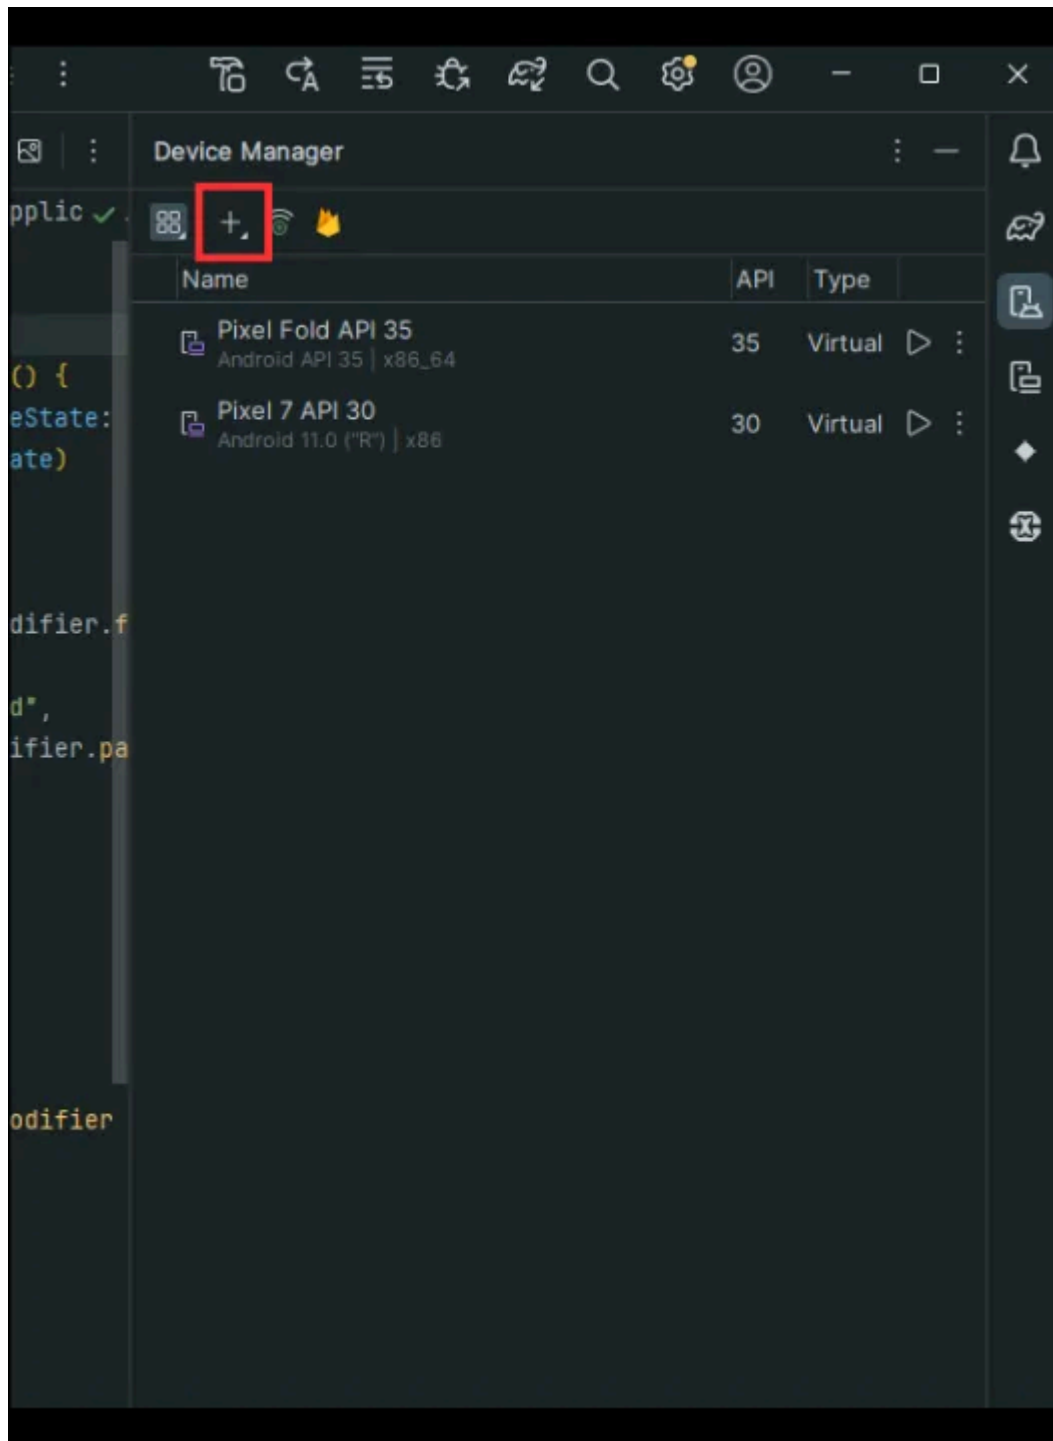 Device Manager
pplic
Name API Type
Pixel Fold API 35
Android API 35 | x86_64
35 Virtual
Pixel 7 API 30
Android 11.0 ("R") | x86
30 Virtual
() {
eState:
ate)
difier.f
d",
ifier.pa
odifier